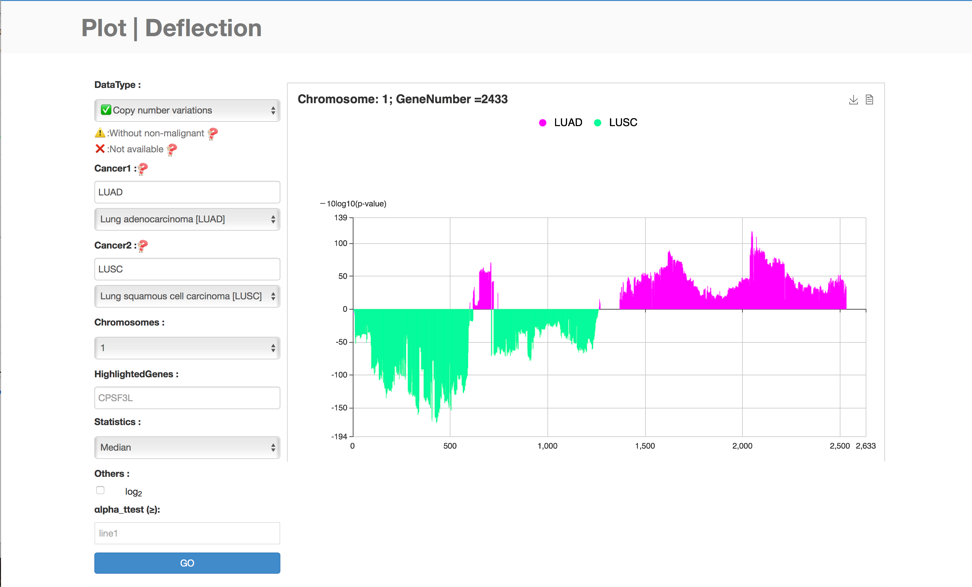 Plot | Deflection
DataType :
✅Copy number variations
⚠️:Without non-malignant ❓
❌:Not available ❓
Cancer1 :❓
LUAD
Lung adenocarcinoma [LUAD]
Cancer2 :❓
LUSC
Lung squamous cell carcinoma [LUSC]
Chromosomes :
1
HighlightedGenes :
CPSF3L
Statistics :
Median
Others :
log2
alpha_ttest (≥):
line1
GO
Chromosome: 1; GeneNumber =2433
LUAD LUSC
−10log10(p-value)
139
100
50
0
-50
-100
-150
-194
0 500 1,000 1,500 2,000 2,500 2,633